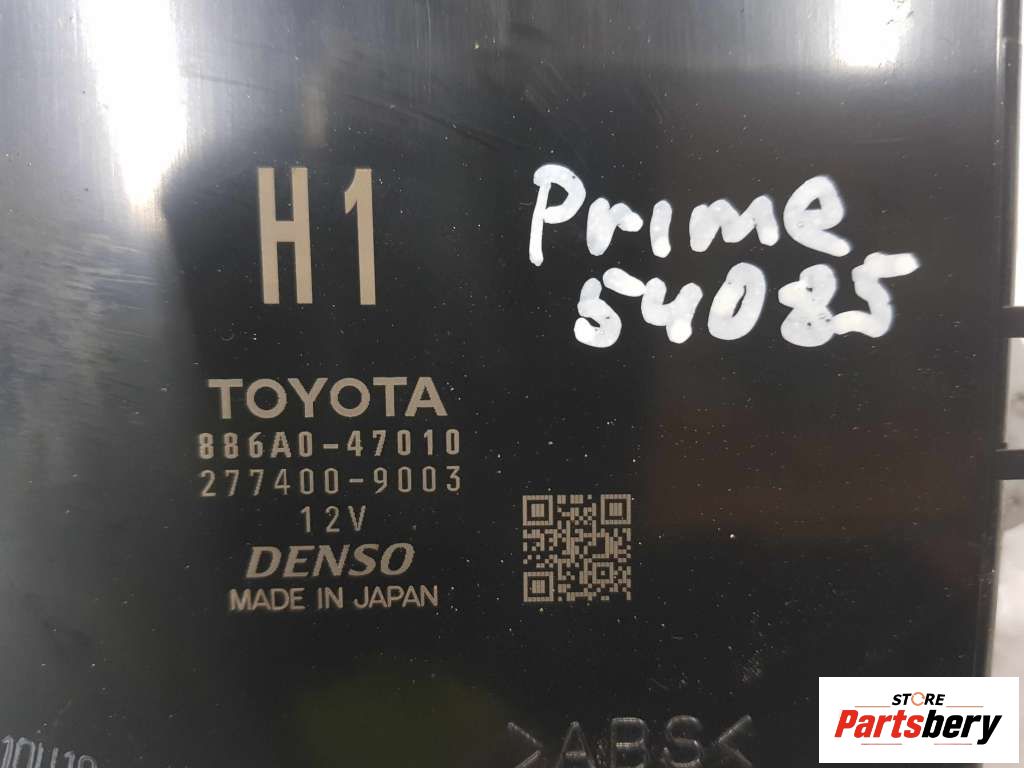 H1
Prime
54085
TOYOTA
886A0-47010
277400-9003
12V
DENSO
MADE IN JAPAN
>ABS<
STORE
Partsbery